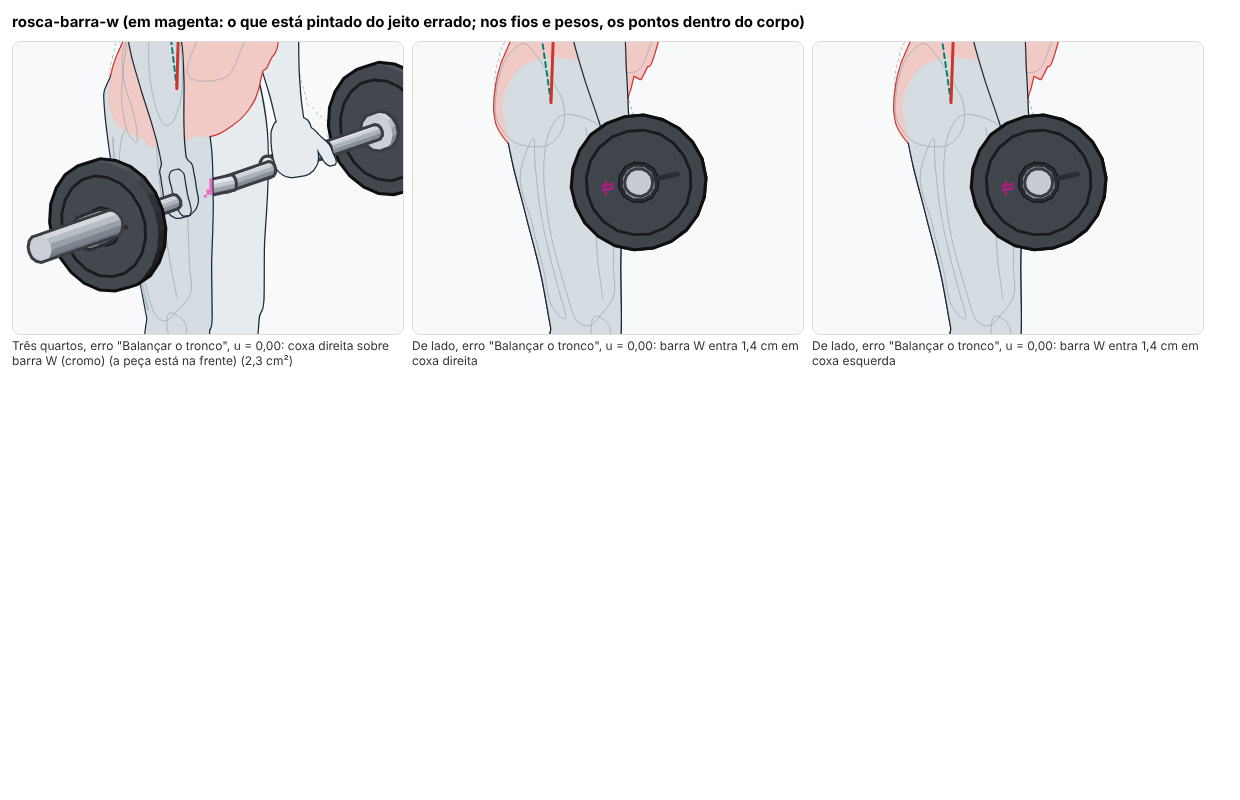 rosca-barra-w (em magenta: o que está pintado do jeito errado; nos fios e pesos, os pontos dentro do corpo)
Três quartos, erro "Balançar o tronco", u = 0,00: coxa direita sobre
barra W (cromo) (a peça está na frente) (2,3 cm²)
De lado, erro "Balançar o tronco", u = 0,00: barra W entra 1,4 cm em
coxa direita
De lado, erro "Balançar o tronco", u = 0,00: barra W entra 1,4 cm em
coxa esquerda